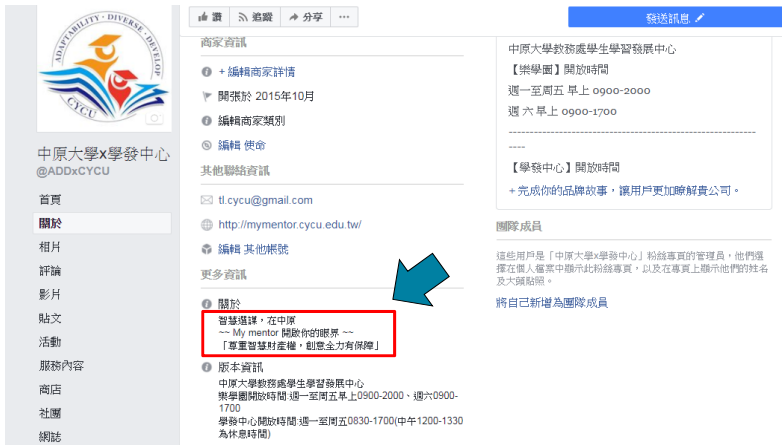 ADAPTABILITY · DIVERSE · DEVELOP
CYCU
中原大學x學發中心
@ADDxCYCU
首頁
關於
相片
評論
影片
貼文
活動
服務內容
商店
社團
網誌
讚 追蹤 分享 ...
發送訊息
商家資訊
+ 編輯商家詳情
開張於 2015年10月
編輯商家類別
編輯 使命
其他聯絡資訊
tl.cycu@gmail.com
http://mymentor.cycu.edu.tw/
編輯 其他帳號
更多資訊
關於
智慧選謀，在中原
~~ My mentor 開啟你的眼界 ~~
「尊重智慧財產權，創意全力有保障」
版本資訊
中原大學教務處學生學習發展中心
樂學園開放時間:週一至周五早上0900-2000、週六0900-
1700
學發中心開放時間:週一至周五0830-1700(中午1200-1330
為休息時間)
中原大學教務處學生學習發展中心
【樂學園】開放時間
週一至周五 早上 0900-2000
週 六 早上 0900-1700
------------------------------------------------------------
----
【學發中心】開放時間
+ 完成你的品牌故事，讓用戶更加瞭解貴公司。
團隊成員
這些用戶是「中原大學x學發中心」粉絲專頁的管理員，他們選
擇在個人檔案中顯示此粉絲專頁，以及在專頁上顯示他們的姓名
及大頭貼照。
將自己新增為團隊成員